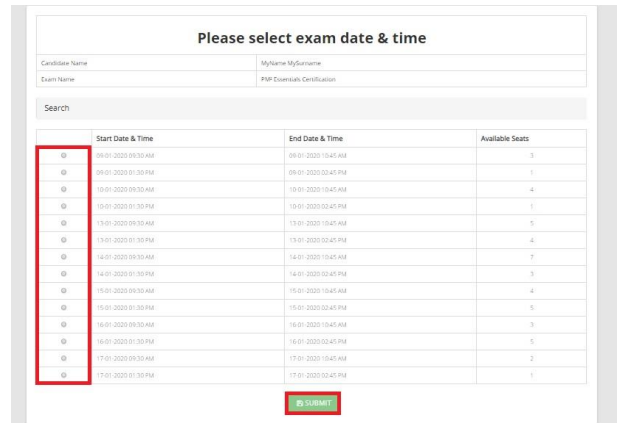 Please select exam date & time
Candidate Name MyName MySurname
Exam Name PHP Essentials Certification
Search
Start Date & Time End Date & Time Available Seats
09-01-2020 09:30 AM 09-01-2020 10:45 AM 3
09-01-2020 01:30 PM 09-01-2020 02:45 PM 1
10-01-2020 09:30 AM 10-01-2020 10:45 AM 4
10-01-2020 01:30 PM 10-01-2020 02:45 PM 1
13-01-2020 09:30 AM 13-01-2020 10:45 AM 5
13-01-2020 01:30 PM 13-01-2020 02:45 PM 4
14-01-2020 09:30 AM 14-01-2020 10:45 AM 7
14-01-2020 01:30 PM 14-01-2020 02:45 PM 3
15-01-2020 09:30 AM 15-01-2020 10:45 AM 4
15-01-2020 01:30 PM 15-01-2020 02:45 PM 5
16-01-2020 09:30 AM 16-01-2020 10:45 AM 3
16-01-2020 01:30 PM 16-01-2020 02:45 PM 5
17-01-2020 09:30 AM 17-01-2020 10:45 AM 2
17-01-2020 01:30 PM 17-01-2020 02:45 PM 1
SUBMIT